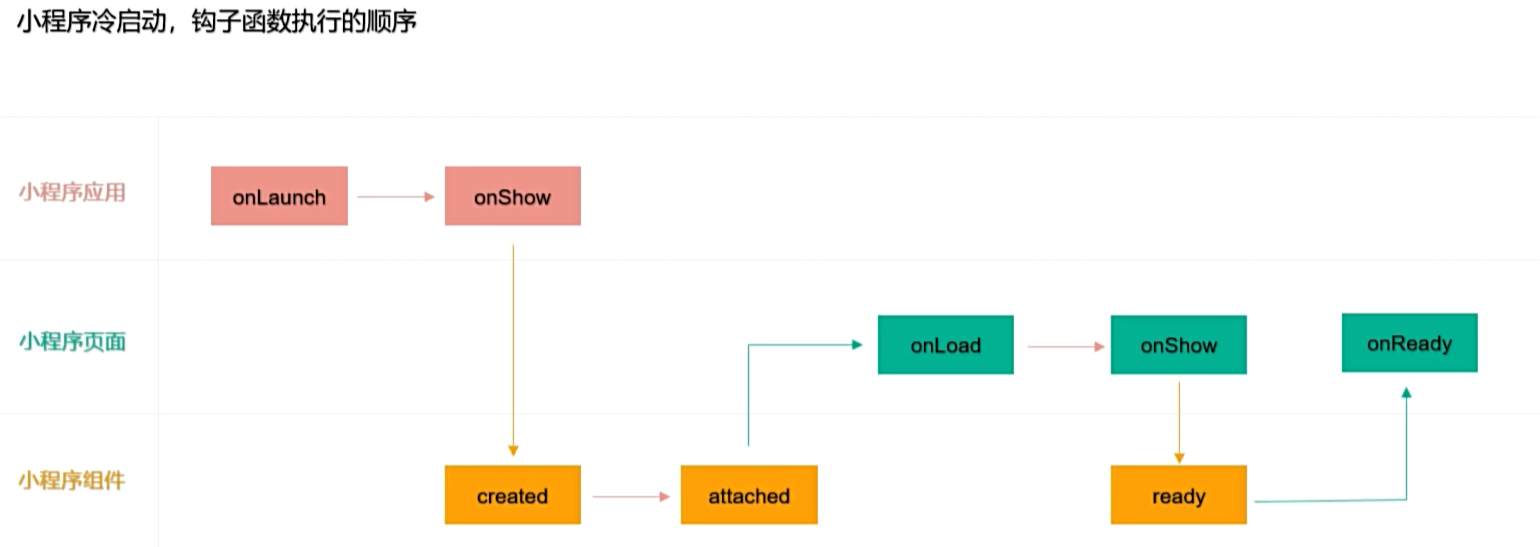 小程序冷启动，钩子函数执行的顺序
小程序应用
onLaunch
onShow
小程序页面
onLoad
onShow
onReady
小程序组件
created
attached
ready